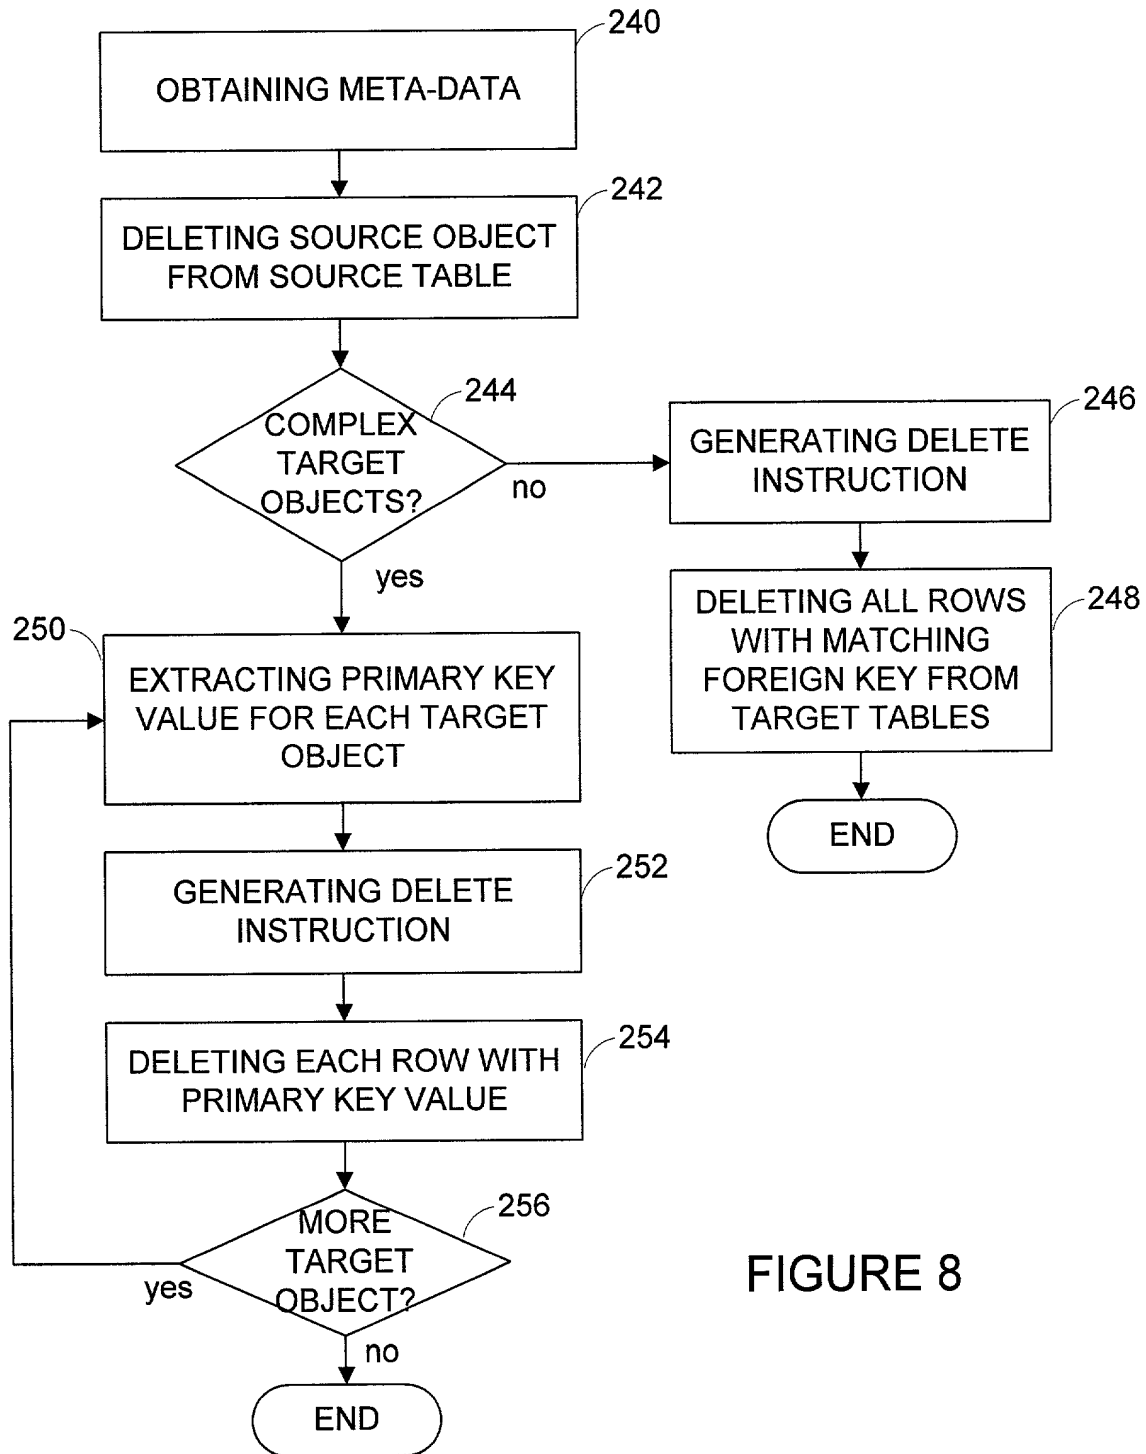 240
OBTAINING META-DATA
242
DELETING SOURCE OBJECT
FROM SOURCE TABLE
244
COMPLEX
TARGET
OBJECTS?
no
yes
246
GENERATING DELETE
INSTRUCTION
248
DELETING ALL ROWS
WITH MATCHING
FOREIGN KEY FROM
TARGET TABLES
END
250
EXTRACTING PRIMARY KEY
VALUE FOR EACH TARGET
OBJECT
252
GENERATING DELETE
INSTRUCTION
254
DELETING EACH ROW WITH
PRIMARY KEY VALUE
256
MORE
TARGET
OBJECT?
yes
no
END
FIGURE 8